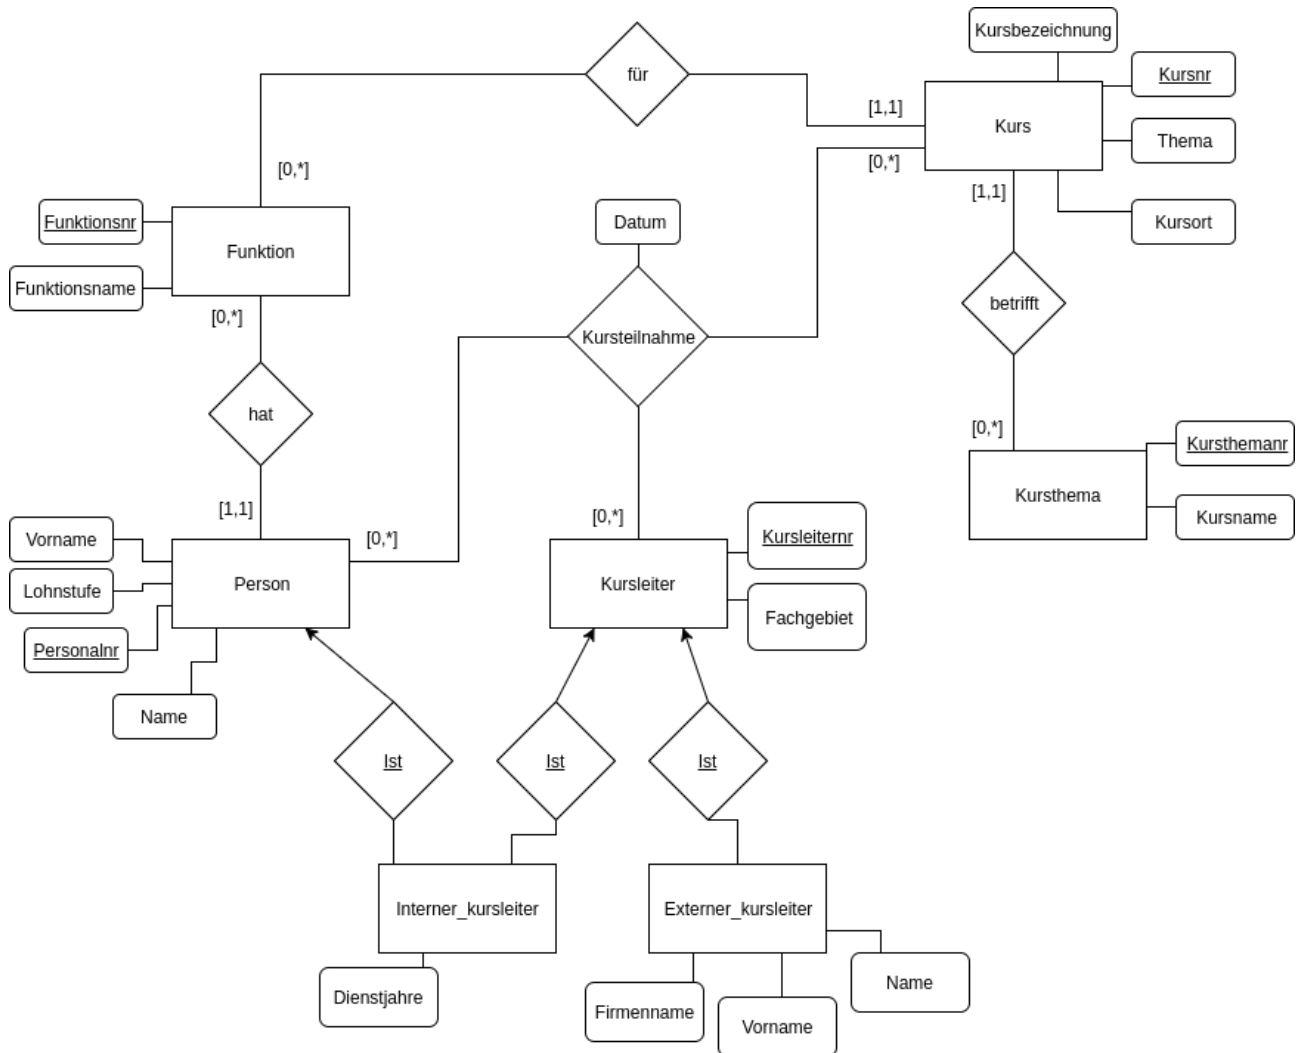 Kursbezeichnung
für
Kursnr
[1,1]
Kurs
Thema
[0,*]
[0,*]
[1,1]
Funktionsnr
Datum
Kursort
Funktion
Funktionsname
[0,*]
betrifft
Kursteilnahme
hat
[0,*]
Kursthemanr
Kursthema
[1,1]
[0,*]
[0,*]
Kursname
Vorname
Kursleiternr
Person
Kursleiter
Lohnstufe
Fachgebiet
Personalnr
Name
Ist
Ist
Ist
Interner_kursleiter
Externer_kursleiter
Name
Dienstjahre
Firmenname
Vorname